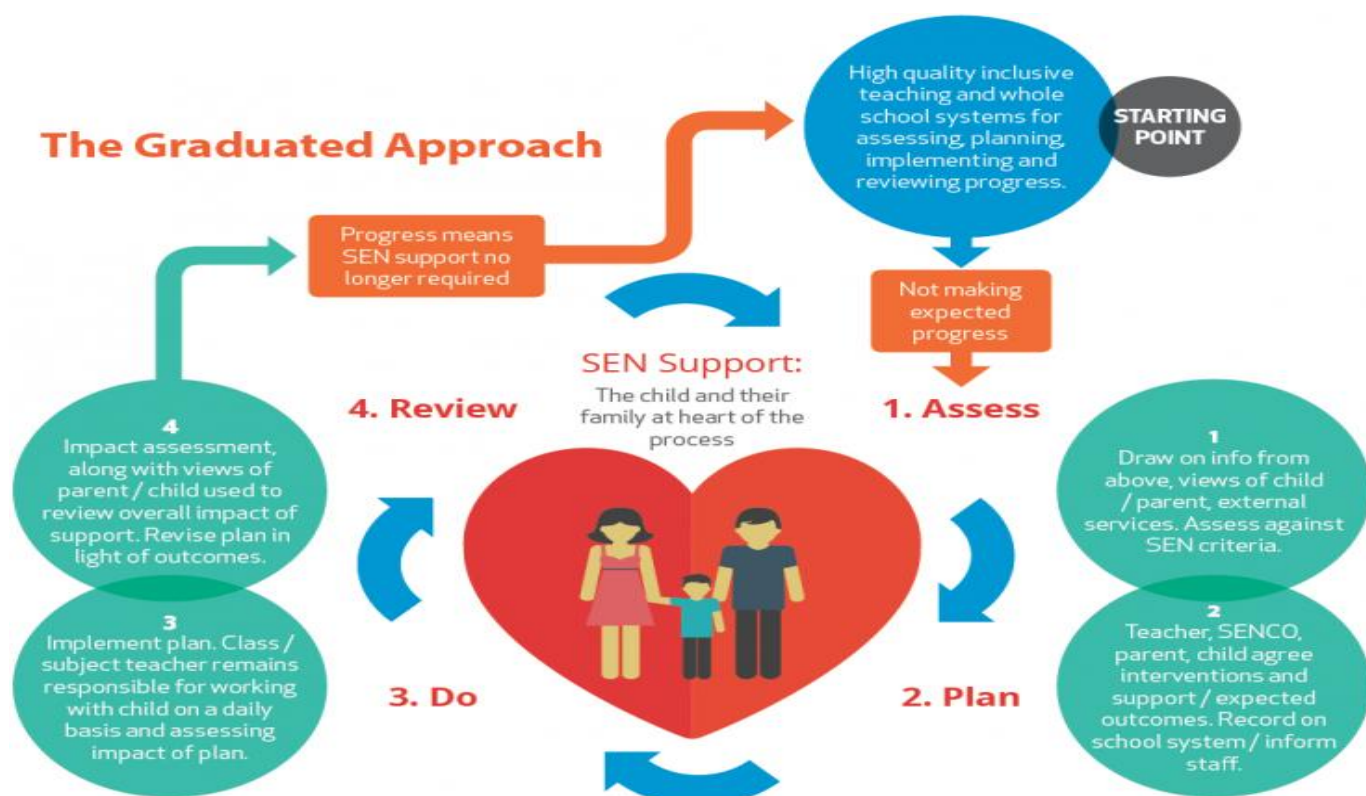 The Graduated Approach
High quality inclusive
teaching and whole
school systems for
assessing, planning,
implementing and
reviewing progress.
STARTING
POINT
Progress means
SEN support no
longer required
Not making
expected
progress
SEN Support:
The child and their
family at heart of the
process
4. Review
1. Assess
4
Impact assessment,
along with views of
parent / child used to
review overall impact of
support. Revise plan in
light of outcomes.
1
Draw on info from
above, views of child
/ parent, external
services. Assess against
SEN criteria.
3
Implement plan. Class /
subject teacher remains
responsible for working
with child on a daily
basis and assessing
impact of plan.
3. Do
2. Plan
2
Teacher, SENCO,
parent, child agree
interventions and
support / expected
outcomes. Record on
school system / inform
staff.